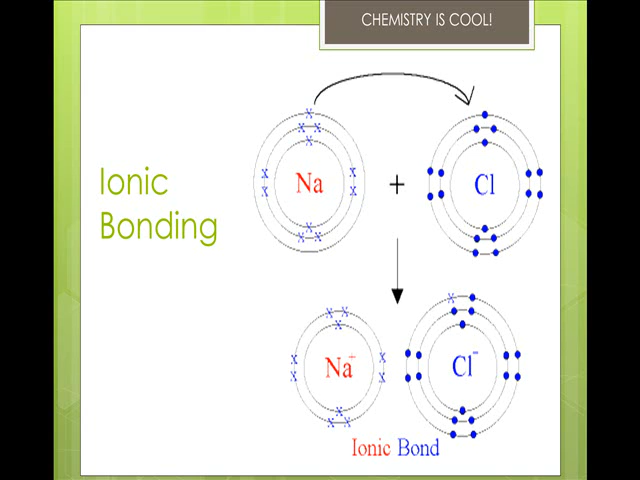 CHEMISTRY IS COOL!
Ionic
Bonding
Na + Cl
Na+ Cl-
Ionic Bond